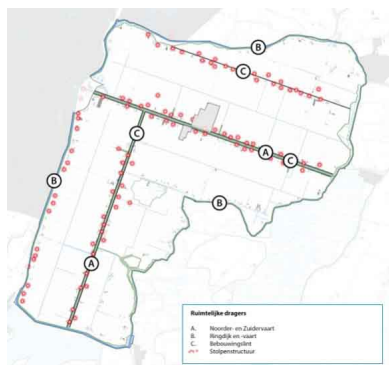 B
C
C
A
C
B
B
A
Ruimtelijke dragers
A. Noorder- en Zuidervaart
B. Ringdijk en -vaart
C. Bebouwingslint
Stolpenstructuur